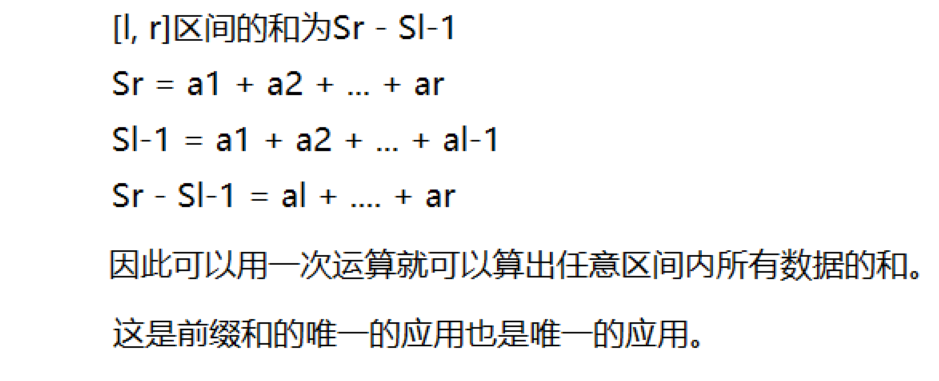 [l, r]区间的和为Sr - Sl-1
Sr = a1 + a2 + ... + ar
Sl-1 = a1 + a2 + ... + al-1
Sr - Sl-1 = al + .... + ar
因此可以用一次运算就可以算出任意区间内所有数据的和。
这是前缀和的唯一的应用也是唯一的应用。